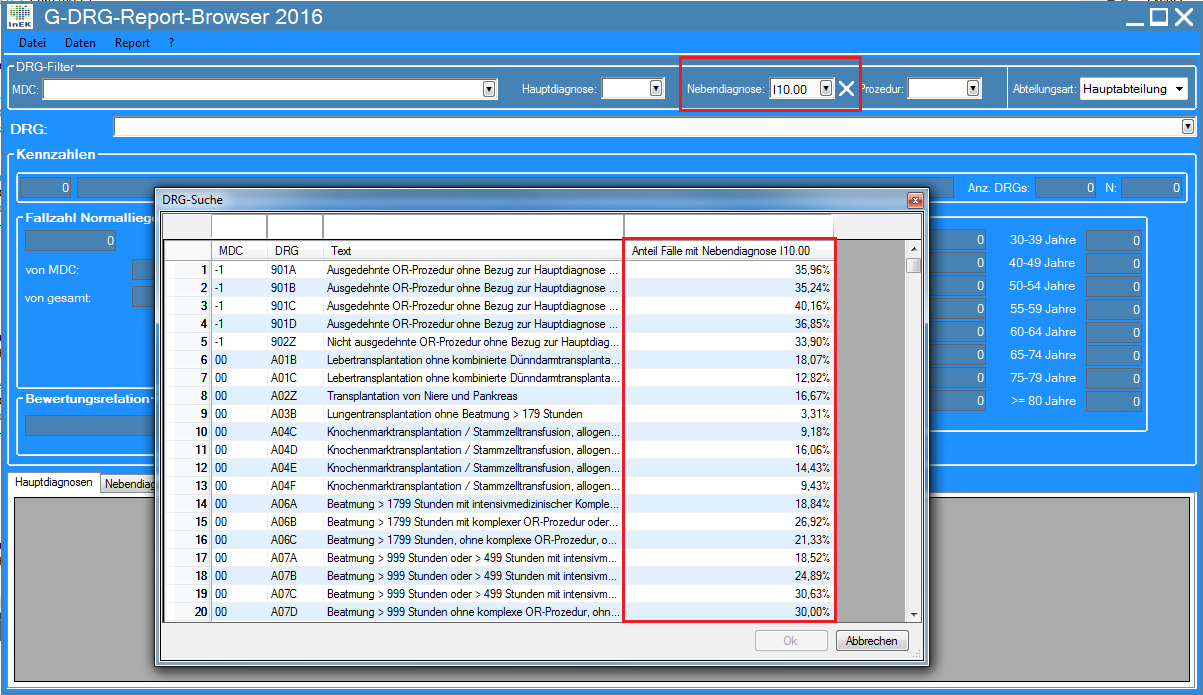 InEK G-DRG-Report-Browser 2016
Datei Daten Report ?
DRG-Filter
MDC: Hauptdiagnose: Nebendiagnose: I10.00 Prozedur: Abteilungsart: Hauptabteilung
DRG:
Kennzahlen
0 Anz. DRGs: 0 N: 0
DRG-Suche
Fallzahl Normalliege
0
von MDC:
von gesamt:
Bewertungsrelation
MDC DRG Text Anteil Fälle mit Nebendiagnose I10.00
1 -1 901A Ausgedehnte OR-Prozedur ohne Bezug zur Hauptdiagnose ... 35,96%
2 -1 901B Ausgedehnte OR-Prozedur ohne Bezug zur Hauptdiagnose ... 35,24%
3 -1 901C Ausgedehnte OR-Prozedur ohne Bezug zur Hauptdiagnose ... 40,16%
4 -1 901D Ausgedehnte OR-Prozedur ohne Bezug zur Hauptdiagnose ... 36,85%
5 -1 902Z Nicht ausgedehnte OR-Prozedur ohne Bezug zur Hauptdiag... 33,90%
6 00 A01B Lebertransplantation ohne kombinierte Dünndarmtransplanta... 18,07%
7 00 A01C Lebertransplantation ohne kombinierte Dünndarmtransplanta... 12,82%
8 00 A02Z Transplantation von Niere und Pankreas 16,67%
9 00 A03B Lungentransplantation ohne Beatmung > 179 Stunden 3,31%
10 00 A04C Knochenmarktransplantation / Stammzelltransfusion, allogen... 9,18%
11 00 A04D Knochenmarktransplantation / Stammzelltransfusion, allogen... 16,06%
12 00 A04E Knochenmarktransplantation / Stammzelltransfusion, allogen... 14,43%
13 00 A04F Knochenmarktransplantation / Stammzelltransfusion, allogen... 9,43%
14 00 A06A Beatmung > 1799 Stunden mit intensivmedizinischer Komple... 18,84%
15 00 A06B Beatmung > 1799 Stunden mit komplexer OR-Prozedur oder... 26,92%
16 00 A06C Beatmung > 1799 Stunden, ohne komplexe OR-Prozedur, o... 21,33%
17 00 A07A Beatmung > 999 Stunden oder > 499 Stunden mit intensivm... 18,52%
18 00 A07B Beatmung > 999 Stunden oder > 499 Stunden mit intensivm... 24,89%
19 00 A07C Beatmung > 999 Stunden oder > 499 Stunden mit intensivm... 30,63%
20 00 A07D Beatmung > 999 Stunden ohne komplexe OR-Prozedur, ohn... 30,00%
Ok Abbrechen
0 30-39 Jahre 0
0 40-49 Jahre 0
0 50-54 Jahre 0
0 55-59 Jahre 0
0 60-64 Jahre 0
0 65-74 Jahre 0
0 75-79 Jahre 0
0 >= 80 Jahre 0
Hauptdiagnosen Nebendiag